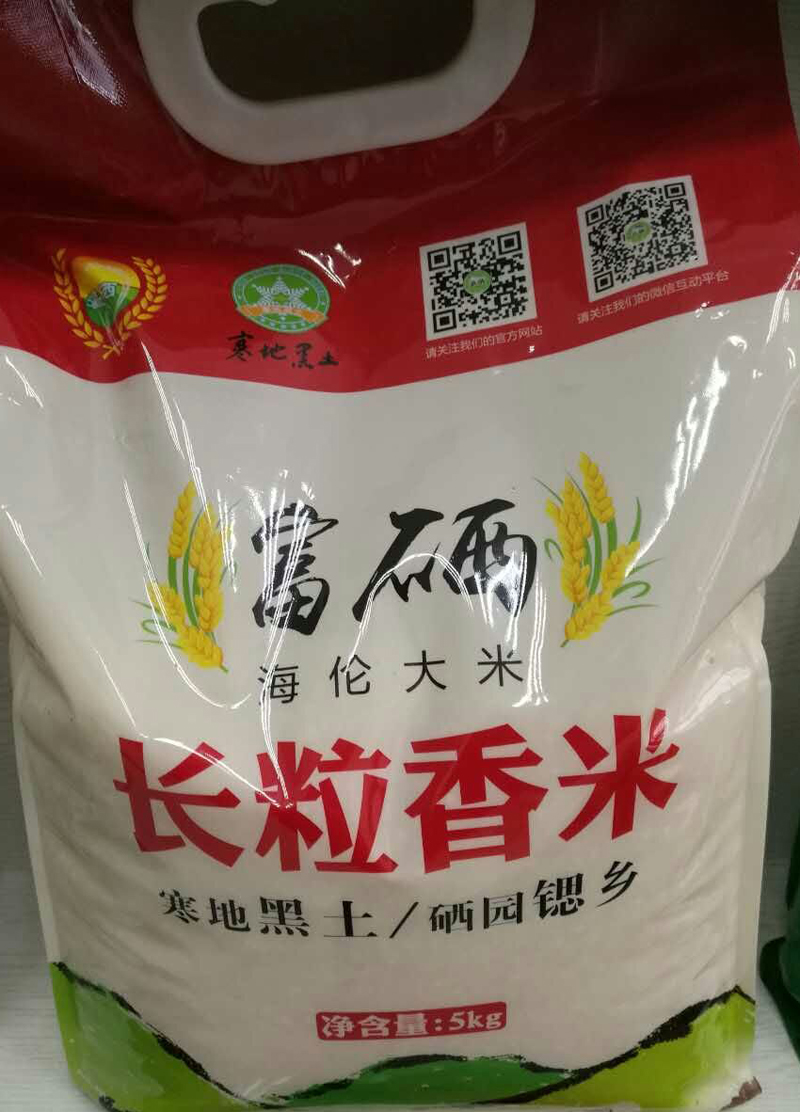 寒地黑土
请关注我们的官方网站
请关注我们的微信互动平台
富硒
海伦大米
长粒香米
寒地黑土/硒园锶乡
净含量:5kg